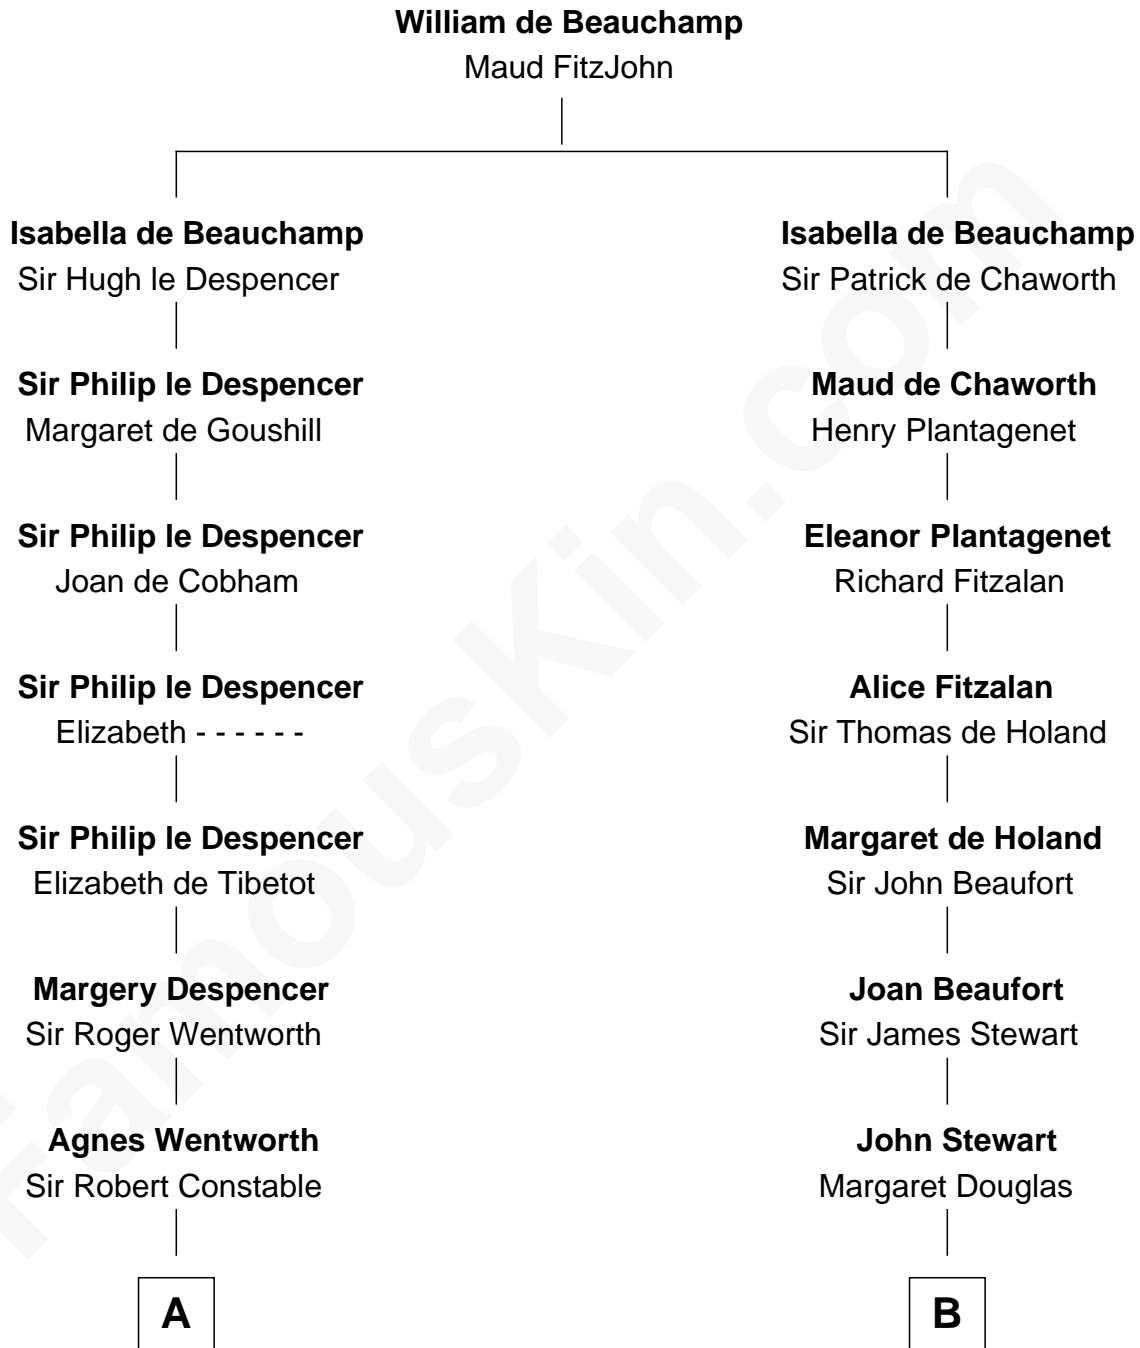 William de Beauchamp
Maud FitzJohn
Isabella de Beauchamp
Sir Hugh le Despencer
Isabella de Beauchamp
Sir Patrick de Chaworth
Sir Philip le Despencer
Margaret de Goushill
Maud de Chaworth
Henry Plantagenet
Sir Philip le Despencer
Joan de Cobham
Eleanor Plantagenet
Richard Fitzalan
Sir Philip le Despencer
Elizabeth - - - - - -
Alice Fitzalan
Sir Thomas de Holand
Sir Philip le Despencer
Elizabeth de Tibetot
Margaret de Holand
Sir John Beaufort
Margery Despencer
Sir Roger Wentworth
Joan Beaufort
Sir James Stewart
Agnes Wentworth
Sir Robert Constable
John Stewart
Margaret Douglas
A
B
FamousKin.com